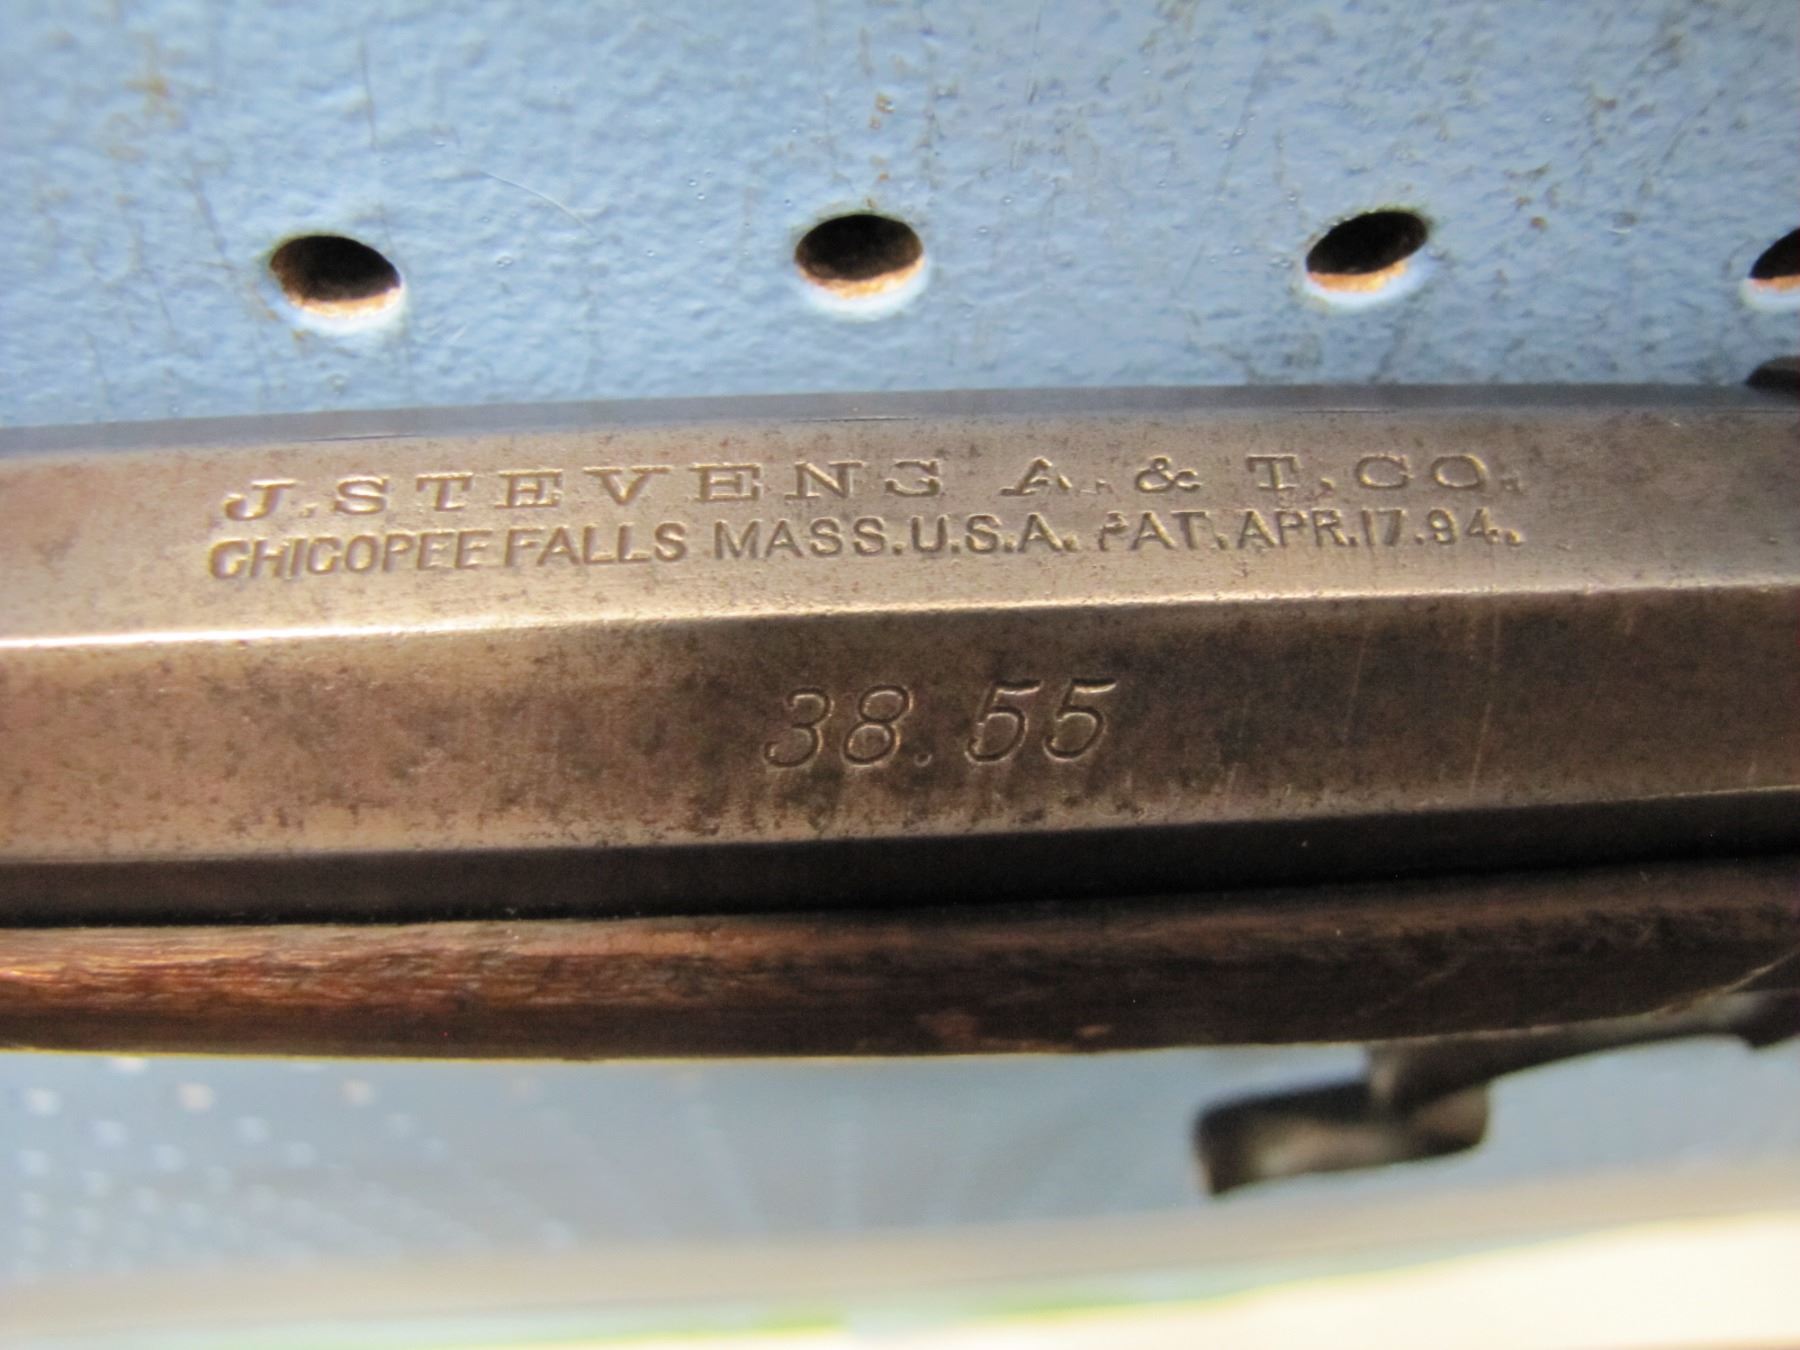 J. STEVENS A. & T. CO.
CHICOPEE FALLS MASS. U.S.A. PAT. APR. 17. 94.
38. 55